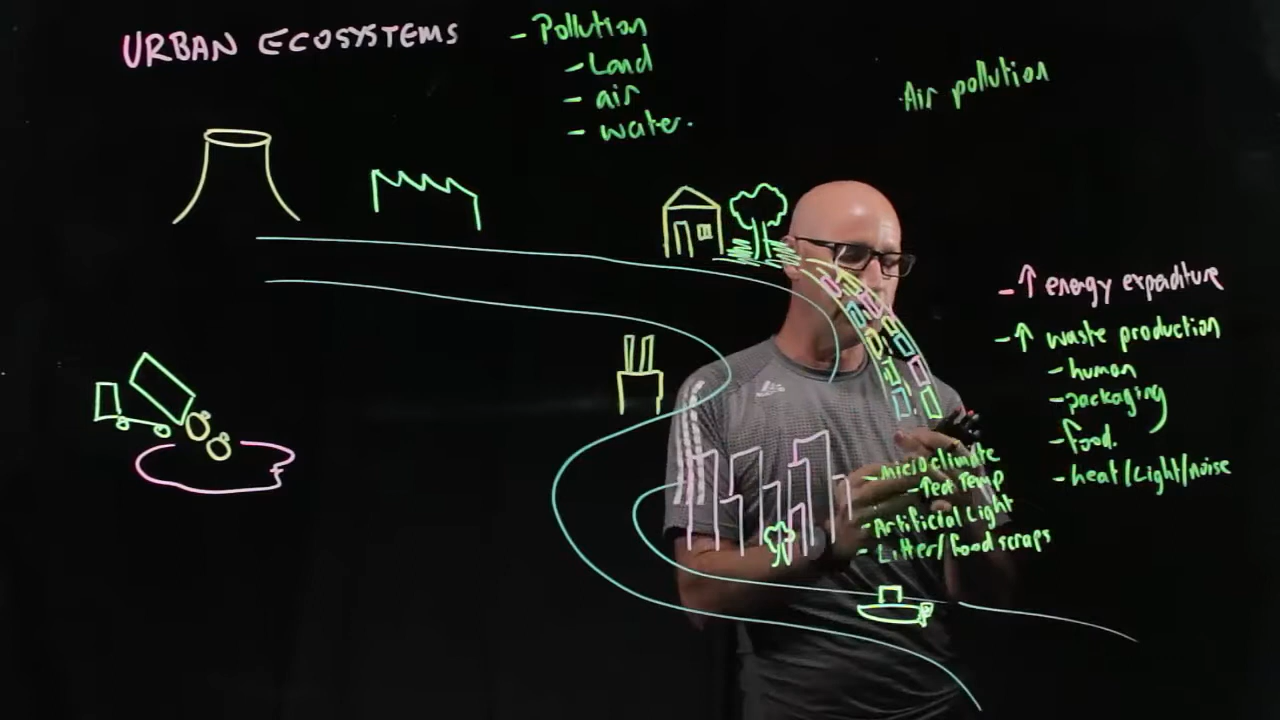 URBAN ECOSYSTEMS
- Pollution
- Land
- air
- water.
Air pollution
- ↑ energy expenditure
- ↑ waste production
- human
- packaging
- food.
- heat/Light/noise
- microclimate
Temp
- Artificial Light
- Litter/food scraps